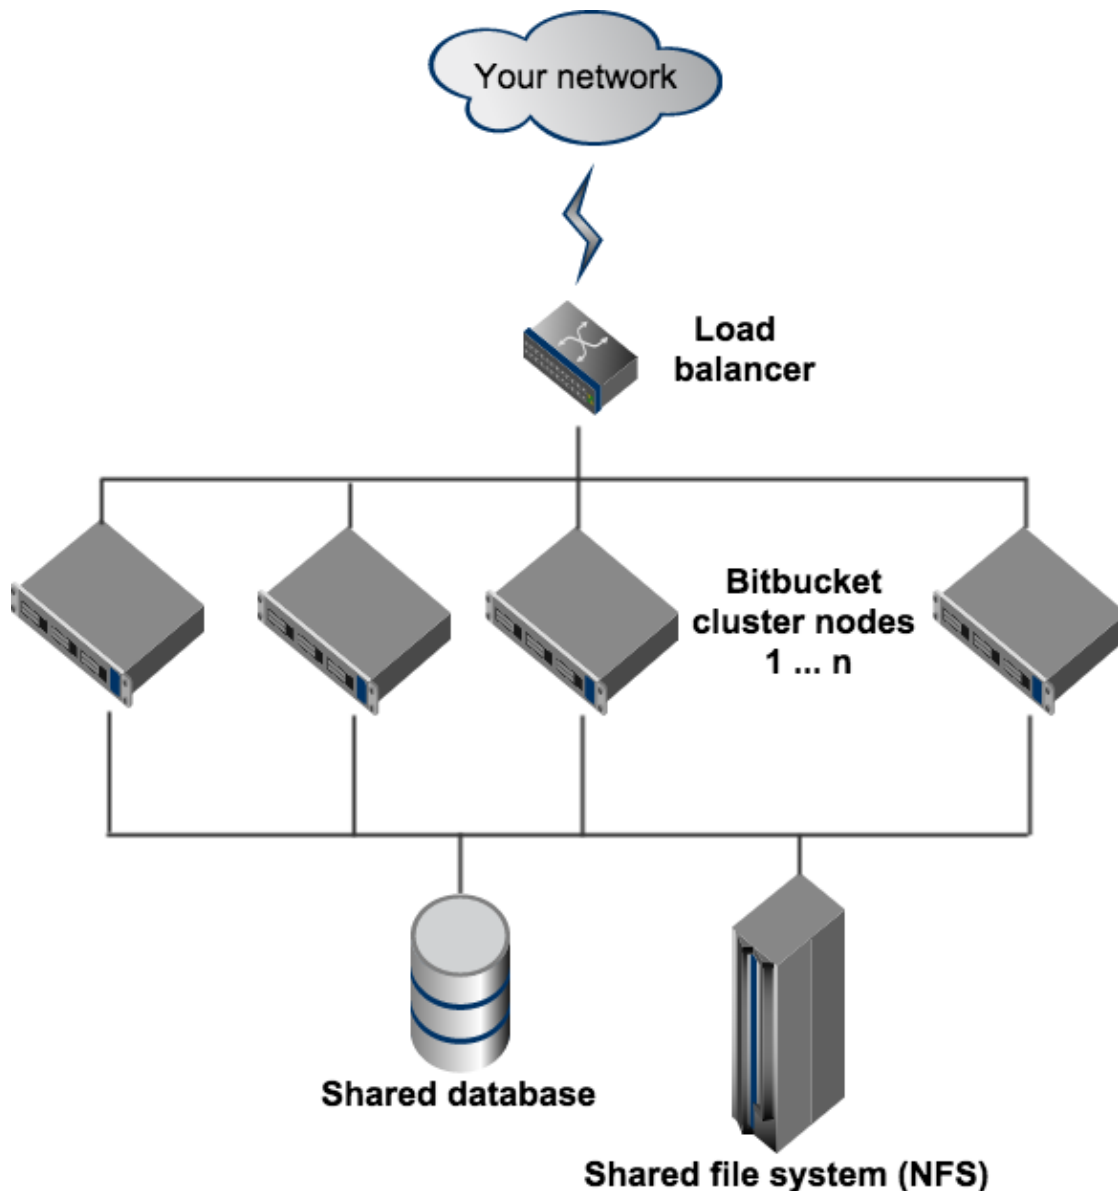 Your network
Load
balancer
Bitbucket
cluster nodes
1 ... n
Shared database
Shared file system (NFS)